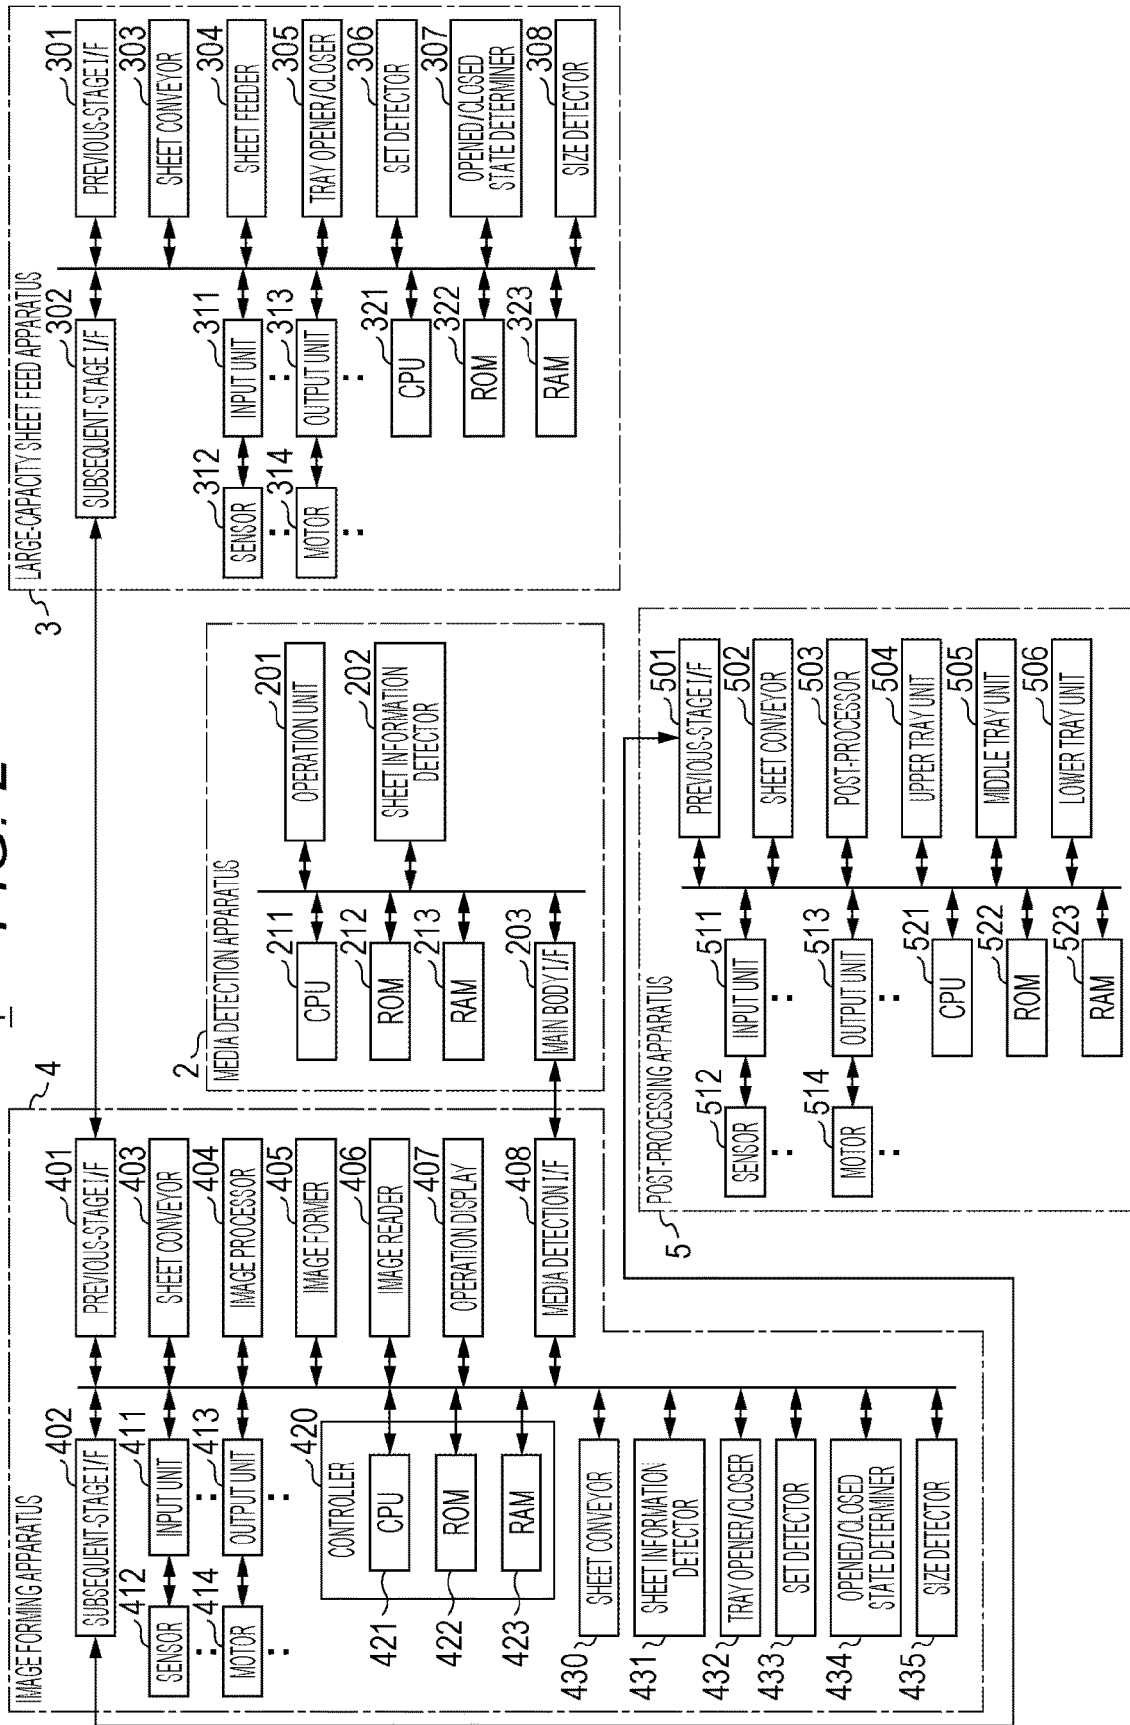 FIG. 2
IMAGE FORMING APPARATUS
4
SUBSEQUENT-STAGE I/F
402
PREVIOUS-STAGE I/F
401
SENSOR
412
INPUT UNIT
411
SHEET CONVEYOR
403
MOTOR
414
OUTPUT UNIT
413
IMAGE PROCESSOR
404
IMAGE FORMER
405
CONTROLLER
420
421
CPU
IMAGE READER
406
422
ROM
OPERATION DISPLAY
407
423
RAM
MEDIA DETECTION I/F
408
430
SHEET CONVEYOR
431
SHEET INFORMATION
DETECTOR
432
TRAY OPENER/CLOSER
433
SET DETECTOR
434
OPENED/CLOSED
STATE DETERMINER
435
SIZE DETECTOR
2
MEDIA DETECTION APPARATUS
CPU
211
OPERATION UNIT
201
ROM
212
SHEET INFORMATION
DETECTOR
202
RAM
213
MAIN BODY I/F
203
3
LARGE-CAPACITY SHEET FEED APPARATUS
SUBSEQUENT-STAGE I/F
302
PREVIOUS-STAGE I/F
301
SHEET CONVEYOR
303
SENSOR
312
INPUT UNIT
311
SHEET FEEDER
304
MOTOR
314
OUTPUT UNIT
313
TRAY OPENER/CLOSER
305
CPU
321
SET DETECTOR
306
ROM
322
OPENED/CLOSED
STATE DETERMINER
307
RAM
323
SIZE DETECTOR
308
5
POST-PROCESSING APPARATUS
PREVIOUS-STAGE I/F
501
SENSOR
512
INPUT UNIT
511
SHEET CONVEYOR
502
MOTOR
514
OUTPUT UNIT
513
POST-PROCESSOR
503
UPPER TRAY UNIT
504
CPU
521
MIDDLE TRAY UNIT
505
ROM
522
LOWER TRAY UNIT
506
RAM
523